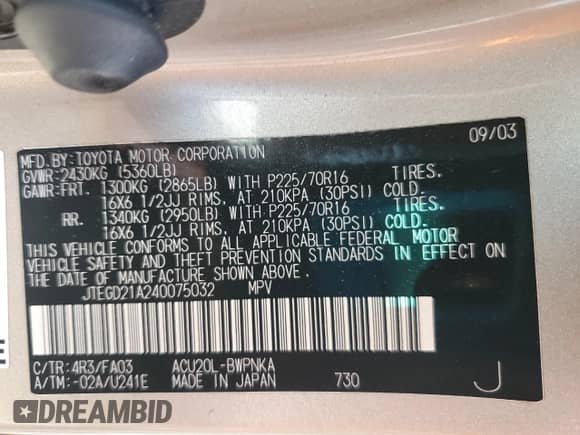 09/03
MFD.BY:TOYOTA MOTOR CORPORATION
GVWR:2430KG (5360LB)
GAWR:FRT. 1300KG (2865LB) WITH P225/70R16 TIRES.
16X6 1/2JJ RIMS, AT 210KPA (30PSI) COLD.
RR. 1340KG (2950LB) WITH P225/70R16 TIRES.
16X6 1/2JJ RIMS, AT 210KPA (30PSI) COLD.
THIS VEHICLE CONFORMS TO ALL APPLICABLE FEDERAL MOTOR
VEHICLE SAFETY AND THEFT PREVENTION STANDARDS IN EFFECT ON
THE DATE OF MANUFACTURE SHOWN ABOVE.
JTEGD21A240075032 MPV
C/TR:4R3/FA03 ACU20L-BWPNKA
A/TM:-02A/U241E MADE IN JAPAN 730 J
DREAMBID